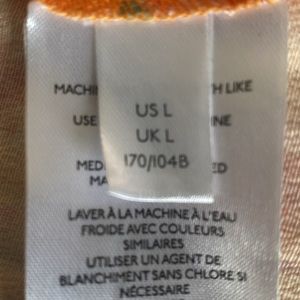 US L
UK L
170/104B
MACHIN
TH LIKE
USE
INE
MED
ED
MA
LAVER À LA MACHINE À L'EAU
FROIDE AVEC COULEURS
SIMILAIRES
UTILISER UN AGENT DE
BLANCHIMENT SANS CHLORE SI
NÉCESSAIRE